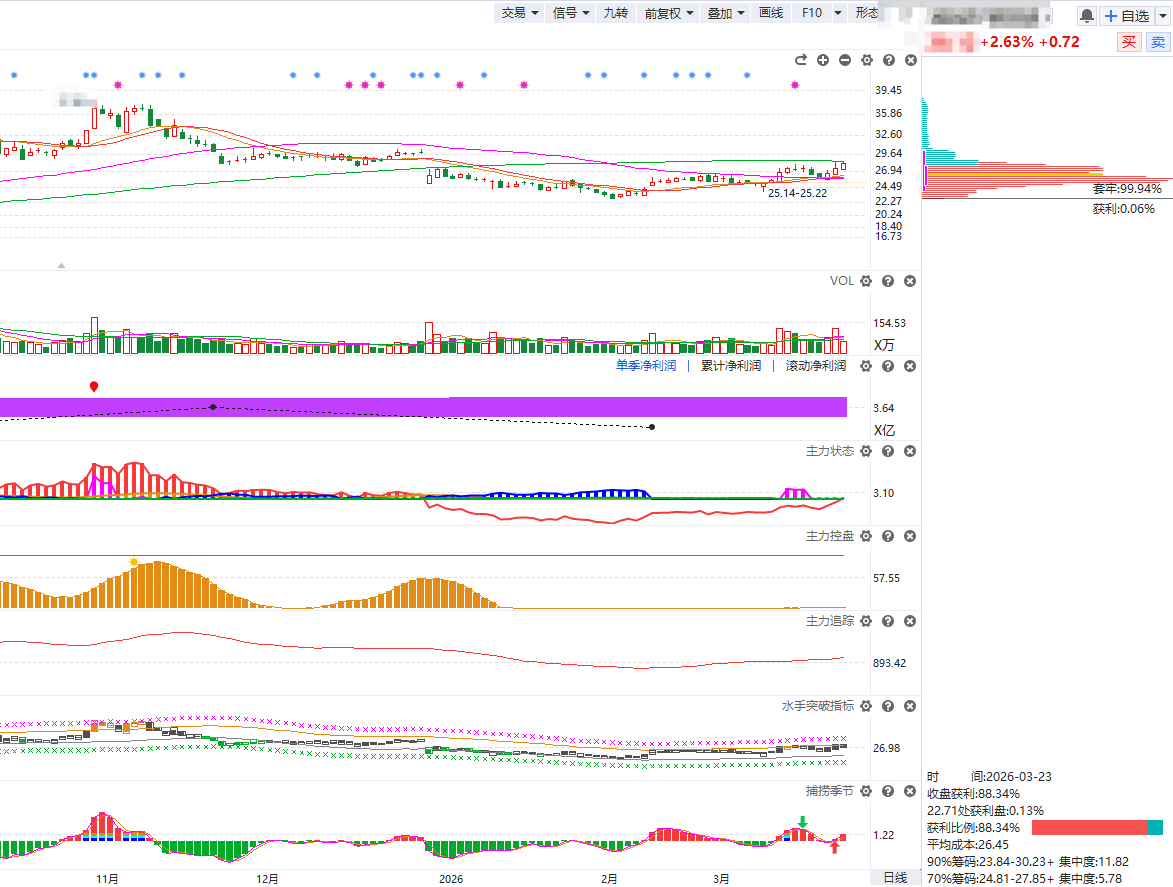 交易 信号 九转 前复权 叠加 画线 F10 形态
自选
+2.63% +0.72
买 卖
39.45
35.86
32.60
29.64
26.94
24.49
22.27
20.24
18.40
16.73
25.14-25.22
套牢:99.94%
获利:0.06%
VOL
154.53
X万
单季净利润 | 累计净利润 | 滚动净利润
3.64
X亿
主力状态
3.10
主力控盘
57.55
主力追踪
893.42
水手突破指标
26.98
捕捞季节
1.22
11月 12月 2026 2月 3月 日线
时 间:2026-03-23
收盘获利:88.34%
22.71处获利盘:0.13%
获利比例:88.34%
平均成本:26.45
90%筹码:23.84-30.23+ 集中度:11.82
70%筹码:24.81-27.85+ 集中度:5.78